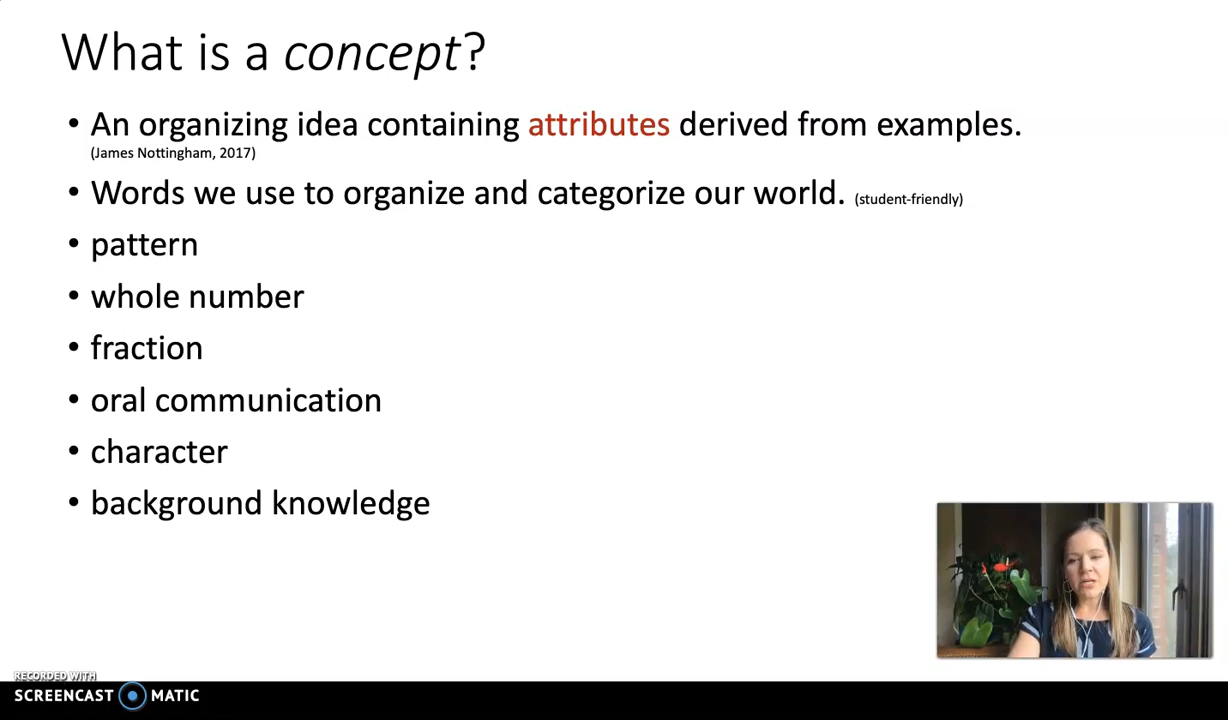 What is a concept?
• An organizing idea containing attributes derived from examples.
(James Nottingham, 2017)
• Words we use to organize and categorize our world. (student-friendly)
• pattern
• whole number
• fraction
• oral communication
• character
• background knowledge
RECORDED WITH
SCREENCAST MATIC